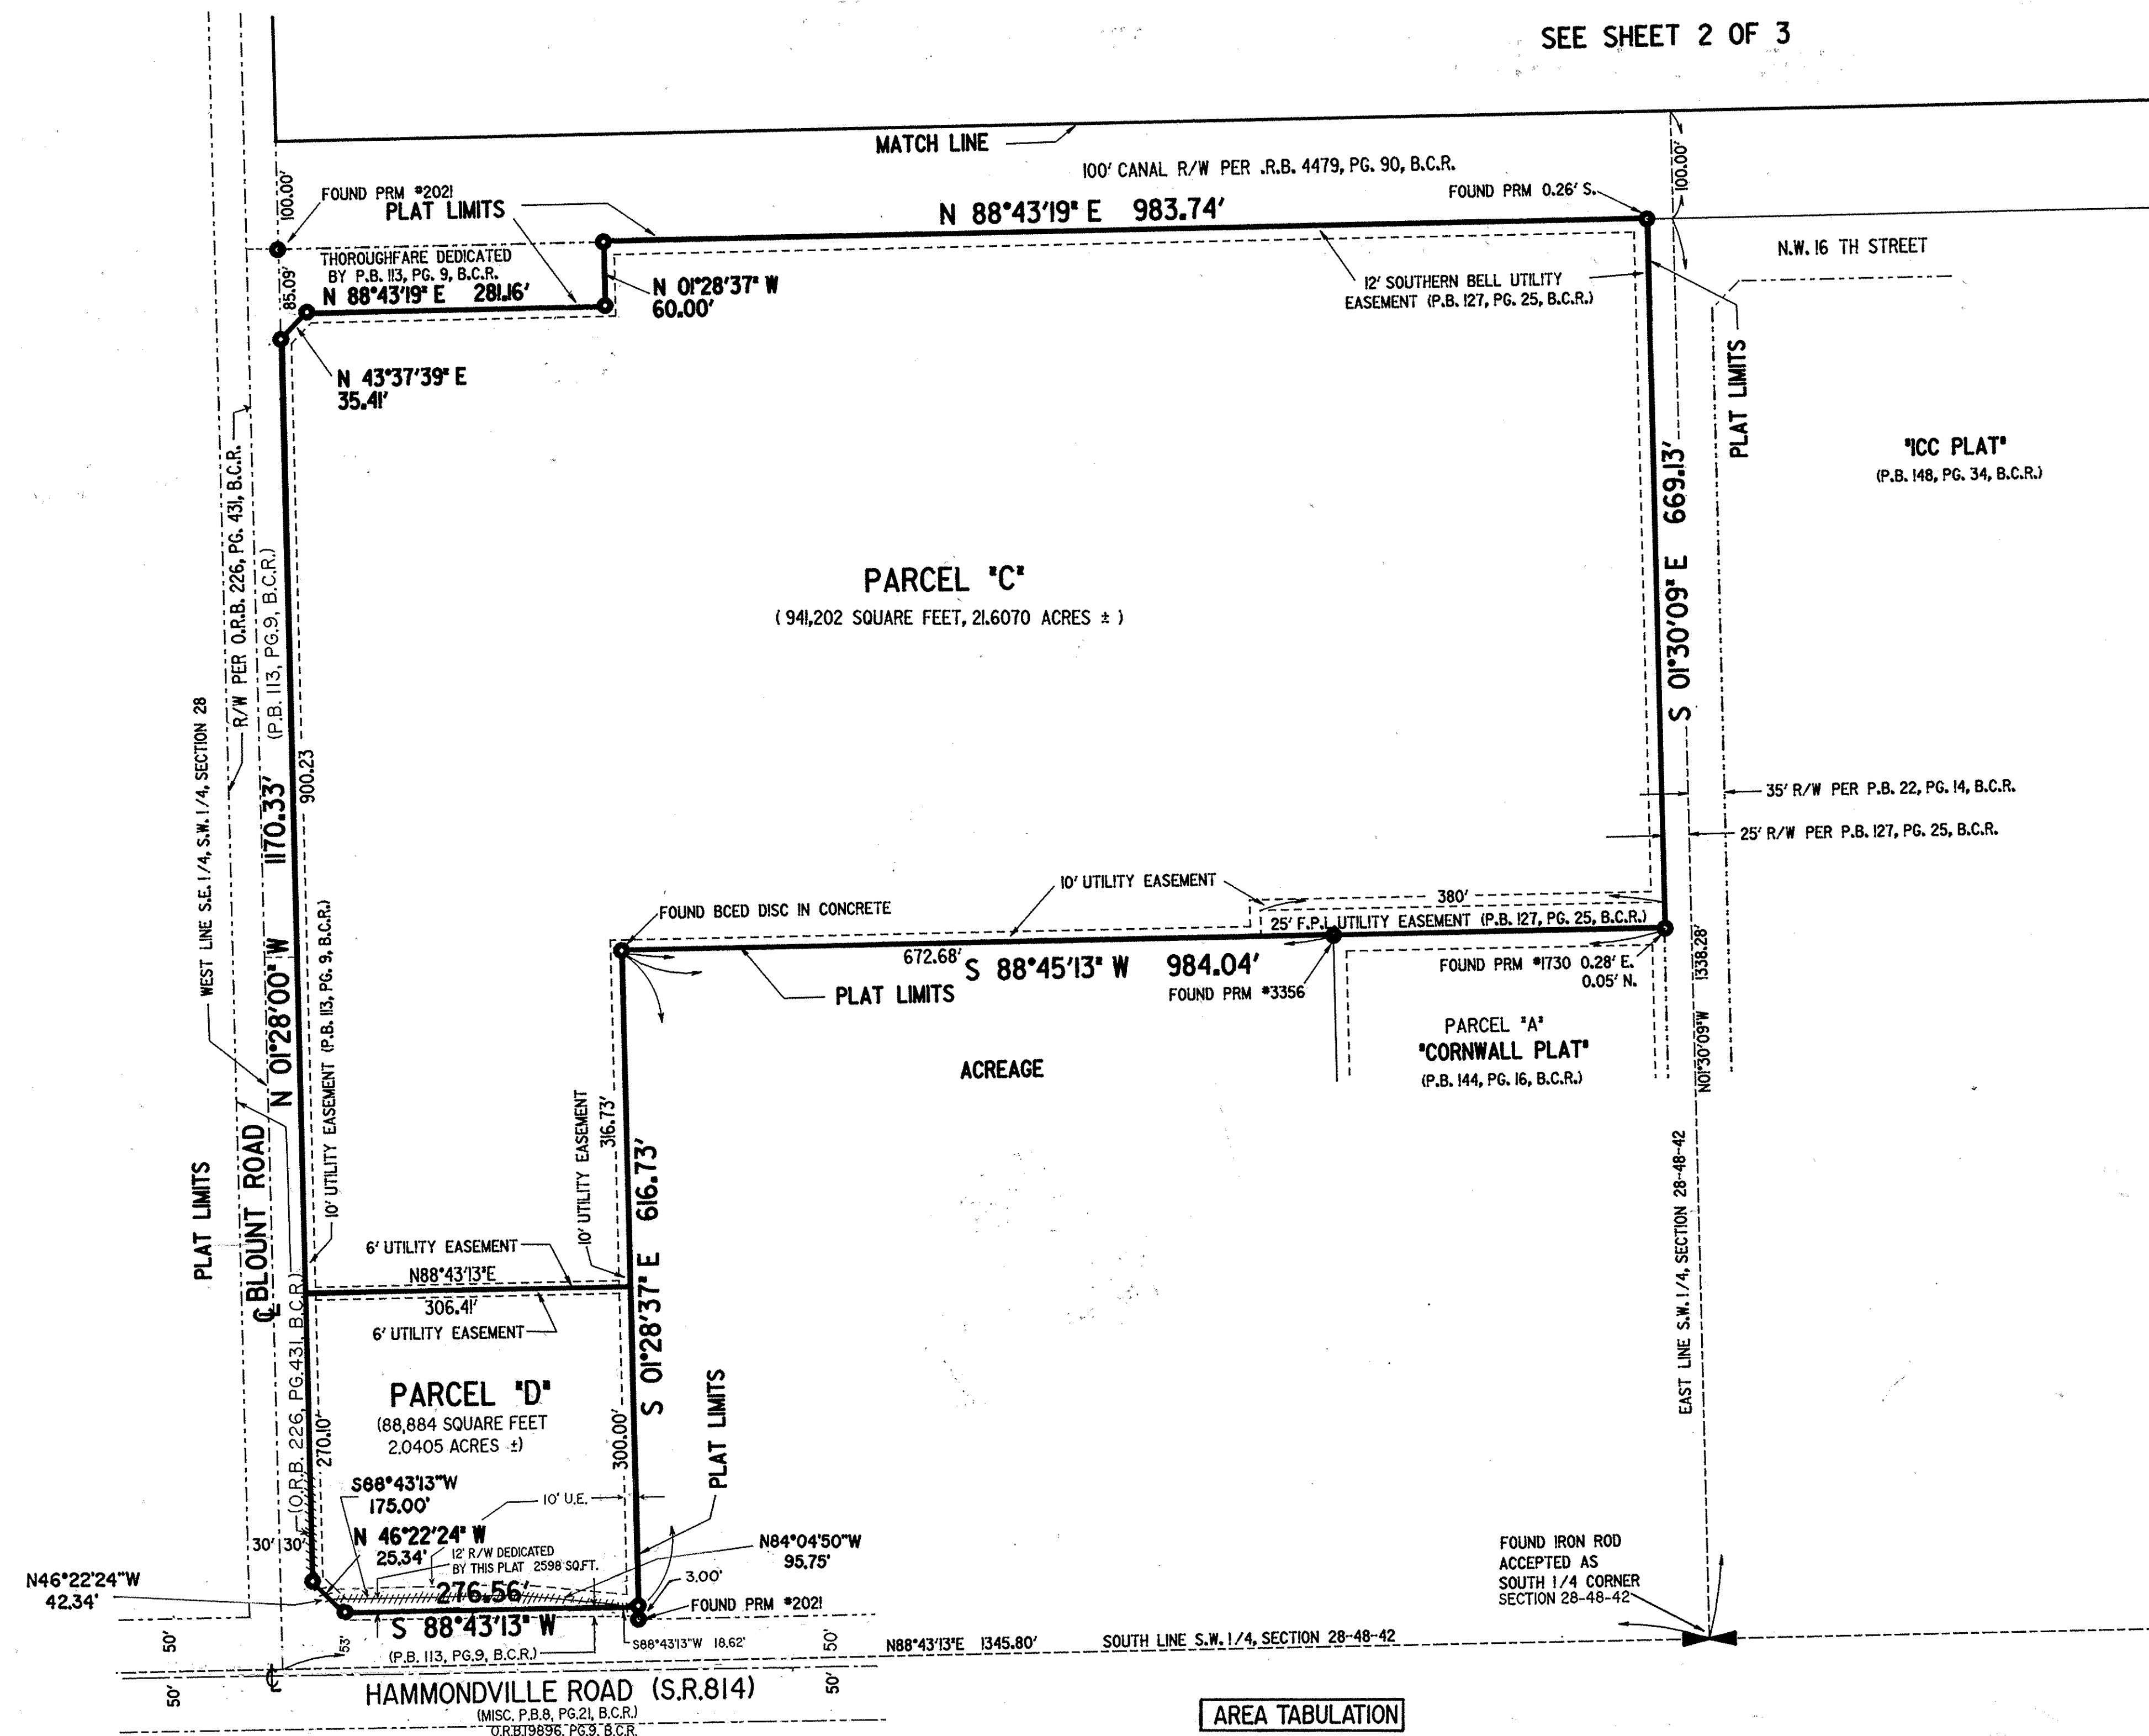 SEE SHEET 2 OF 3
MATCH LINE
100' CANAL R/W PER .R.B. 4479, PG. 90, B.C.R.
100.00'
100.00'
FOUND PRM #2021
PLAT LIMITS
FOUND PRM 0.26' S.
N 88°43'19" E 983.74'
THOROUGHFARE DEDICATED
BY P.B. 113, PG. 9, B.C.R.
N 88°43'19" E 281.16'
85.09'
N 01°28'37" W
60.00'
12' SOUTHERN BELL UTILITY
EASEMENT (P.B. 127, PG. 25, B.C.R.)
N.W. 16 TH STREET
N 43°37'39" E
35.41'
PLAT LIMITS
"ICC PLAT"
(P.B. 148, PG. 34, B.C.R.)
S 01°30'09" E 669.13'
R/W PER O.R.B. 226, PG. 431, B.C.R.
(P.B. 113, PG.9, B.C.R.)
PARCEL "C"
( 941,202 SQUARE FEET, 21.6070 ACRES ± )
WEST LINE S.E. 1/4, S.W. 1/4, SECTION 28
N 01°28'00" W 1170.33'
900.23
35' R/W PER P.B. 22, PG. 14, B.C.R.
25' R/W PER P.B. 127, PG. 25, B.C.R.
10' UTILITY EASEMENT
380'
FOUND BCED DISC IN CONCRETE
25' F.P.L UTILITY EASEMENT (P.B. 127, PG. 25, B.C.R.)
672.68'
S 88°45'13" W 984.04'
PLAT LIMITS
FOUND PRM #3356
FOUND PRM #1730 0.28' E.
0.05' N.
N01°30'09"W 1338.28'
10' UTILITY EASEMENT (P.B. 113, PG. 9, B.C.R.)
PARCEL "A"
"CORNWALL PLAT"
(P.B. 144, PG. 16, B.C.R.)
ACREAGE
10' UTILITY EASEMENT
316.73'
S 01°28'37" E 616.73'
PLAT LIMITS
℄ BLOUNT ROAD
6' UTILITY EASEMENT
N88°43'13"E
306.41'
6' UTILITY EASEMENT
EAST LINE S.W. 1/4, SECTION 28-48-42
(O.R.B. 226, PG.431, B.C.R.)
PARCEL "D"
(88,884 SQUARE FEET
2.0405 ACRES ±)
270.10'
300.00'
PLAT LIMITS
S88°43'13"W
175.00'
10' U.E.
N 46°22'24" W
25.34'
12' R/W DEDICATED
BY THIS PLAT 2598 SQ.FT.
30' 30'
N84°04'50"W
95.75'
FOUND IRON ROD
ACCEPTED AS
SOUTH 1/4 CORNER
SECTION 28-48-42
N46°22'24"W
42.34'
276.56'
3.00'
FOUND PRM #2021
S 88°43'13" W
S88°43'13"W 18.62'
(P.B. 113, PG.9, B.C.R.)
50'
53'
50'
N88°43'13"E 1345.80'
SOUTH LINE S.W. 1/4, SECTION 28-48-42
50'
50'
HAMMONDVILLE ROAD (S.R.814)
(MISC. P.B.8, PG.21, B.C.R.)
O.R.B.19896, PG.9, B.C.R.
AREA TABULATION